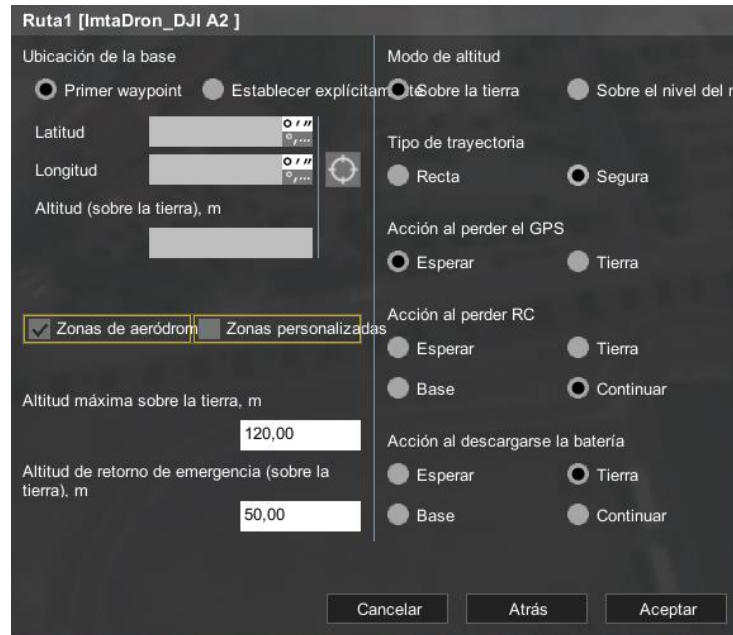 Ruta1 [ImtaDron_DJI A2 ]
Ubicación de la base
Primer waypoint
Establecer explícitam
Latitud
Longitud
Altitud (sobre la tierra), m
Zonas de aeródrom
Zonas personalizadas
Altitud máxima sobre la tierra, m
120,00
Altitud de retorno de emergencia (sobre la
tierra), m
50,00
Modo de altitud
Sobre la tierra
Sobre el nivel del
Tipo de trayectoria
Recta
Segura
Acción al perder el GPS
Esperar
Tierra
Acción al perder RC
Esperar
Tierra
Base
Continuar
Acción al descargarse la batería
Esperar
Tierra
Base
Continuar
Cancelar
Atrás
Aceptar